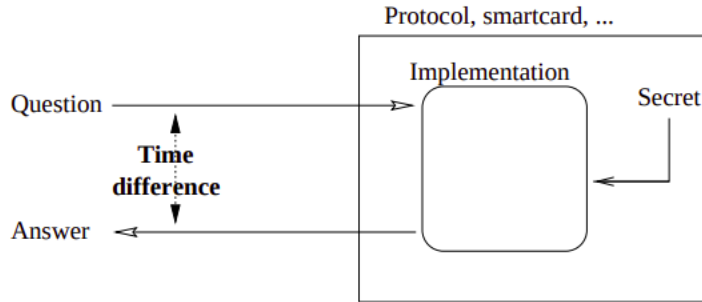 Protocol, smartcard, ...
Implementation
Question
Secret
Time
difference
Answer